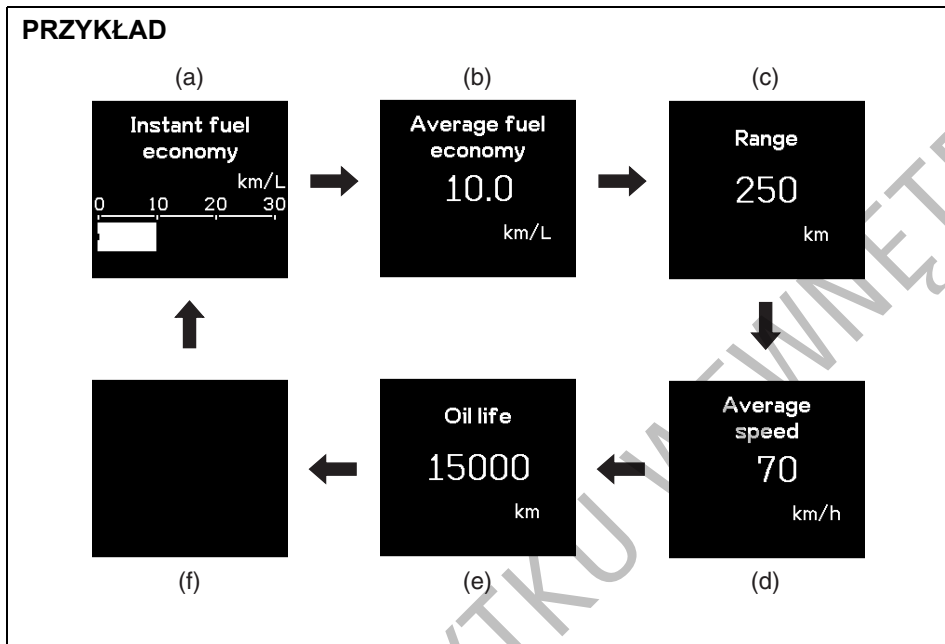 PRZYKŁAD
(a)
(b)
(c)
Instant fuel
economy
km/L
0 10 20 30
Average fuel
economy
10.0
km/L
Range
250
km
Oil life
15000
km
Average
speed
70
km/h
(f)
(e)
(d)